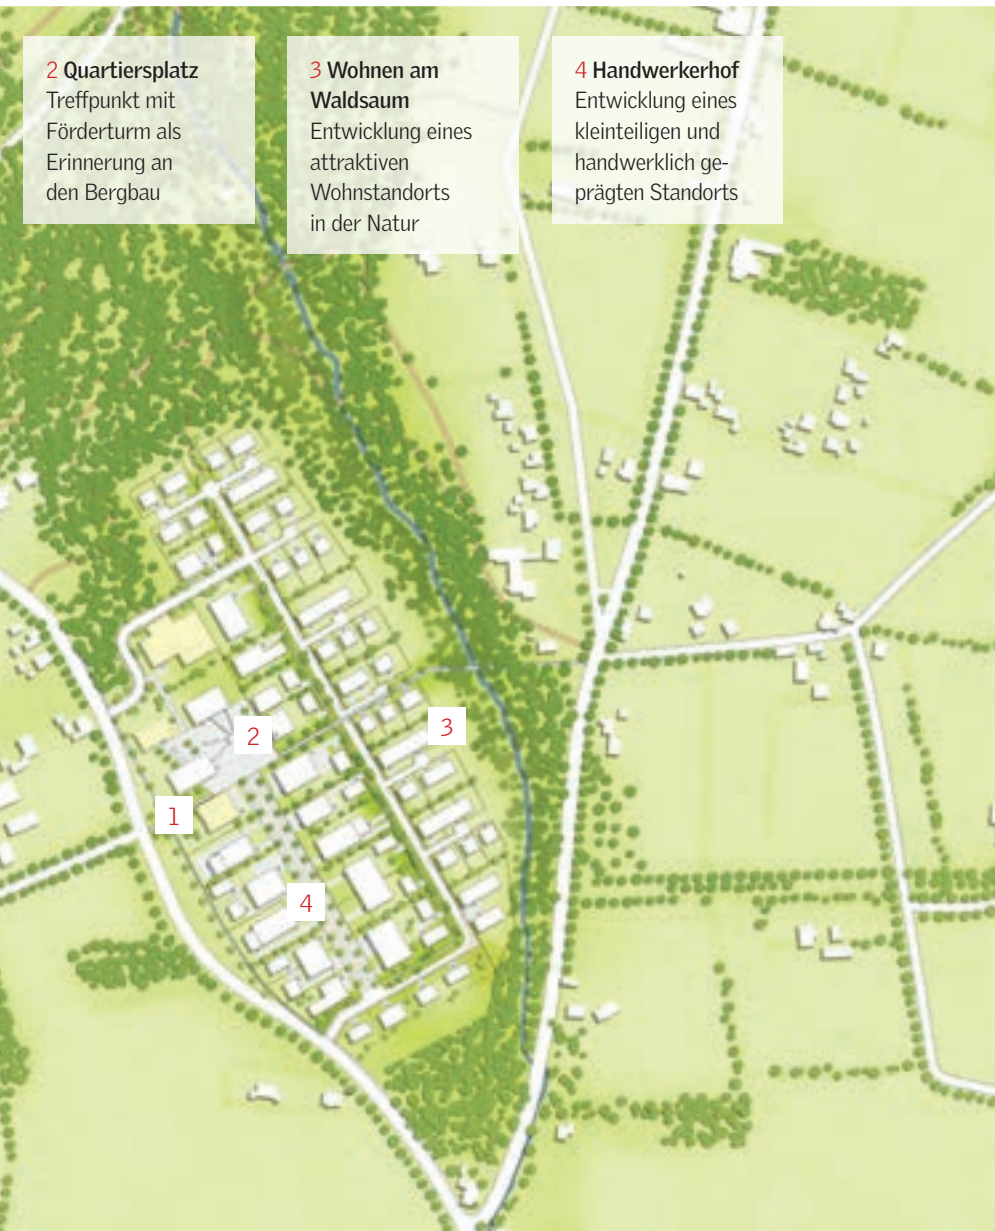 2 Quartiersplatz
Treffpunkt mit
Förderturm als
Erinnerung an
den Bergbau
3 Wohnen am
Waldsaum
Entwicklung eines
attraktiven
Wohnstandorts
in der Natur
4 Handwerkerhof
Entwicklung eines
kleinteiligen und
handwerklich ge-
prägten Standorts
2
3
1
4